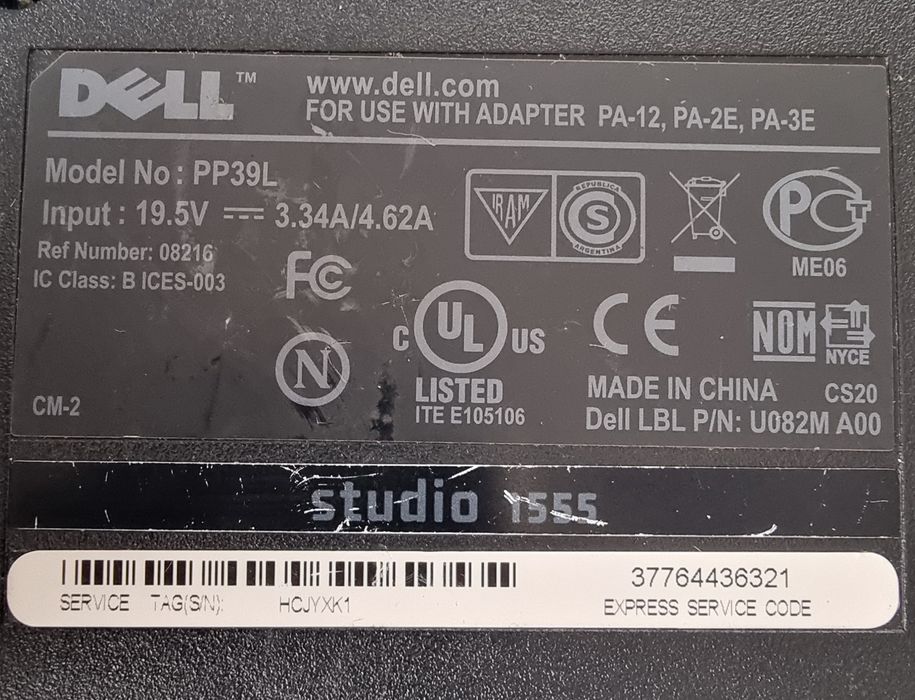 DELL™
www.dell.com
FOR USE WITH ADAPTER PA-12, PA-2E, PA-3E
Model No : PP39L
Input : 19.5V ⎓ 3.34A/4.62A
Ref Number: 08216
IC Class: B ICES-003
FC
IRAM
REPUBLICA
S
ARGENTINA
PCT
ME06
N
C UL US
LISTED
ITE E105106
CE
NOM
NYCE
MADE IN CHINA
CS20
CM-2
Dell LBL P/N: U082M A00
studio 1555
37764436321
SERVICE TAG(S/N): HCJYXK1
EXPRESS SERVICE CODE